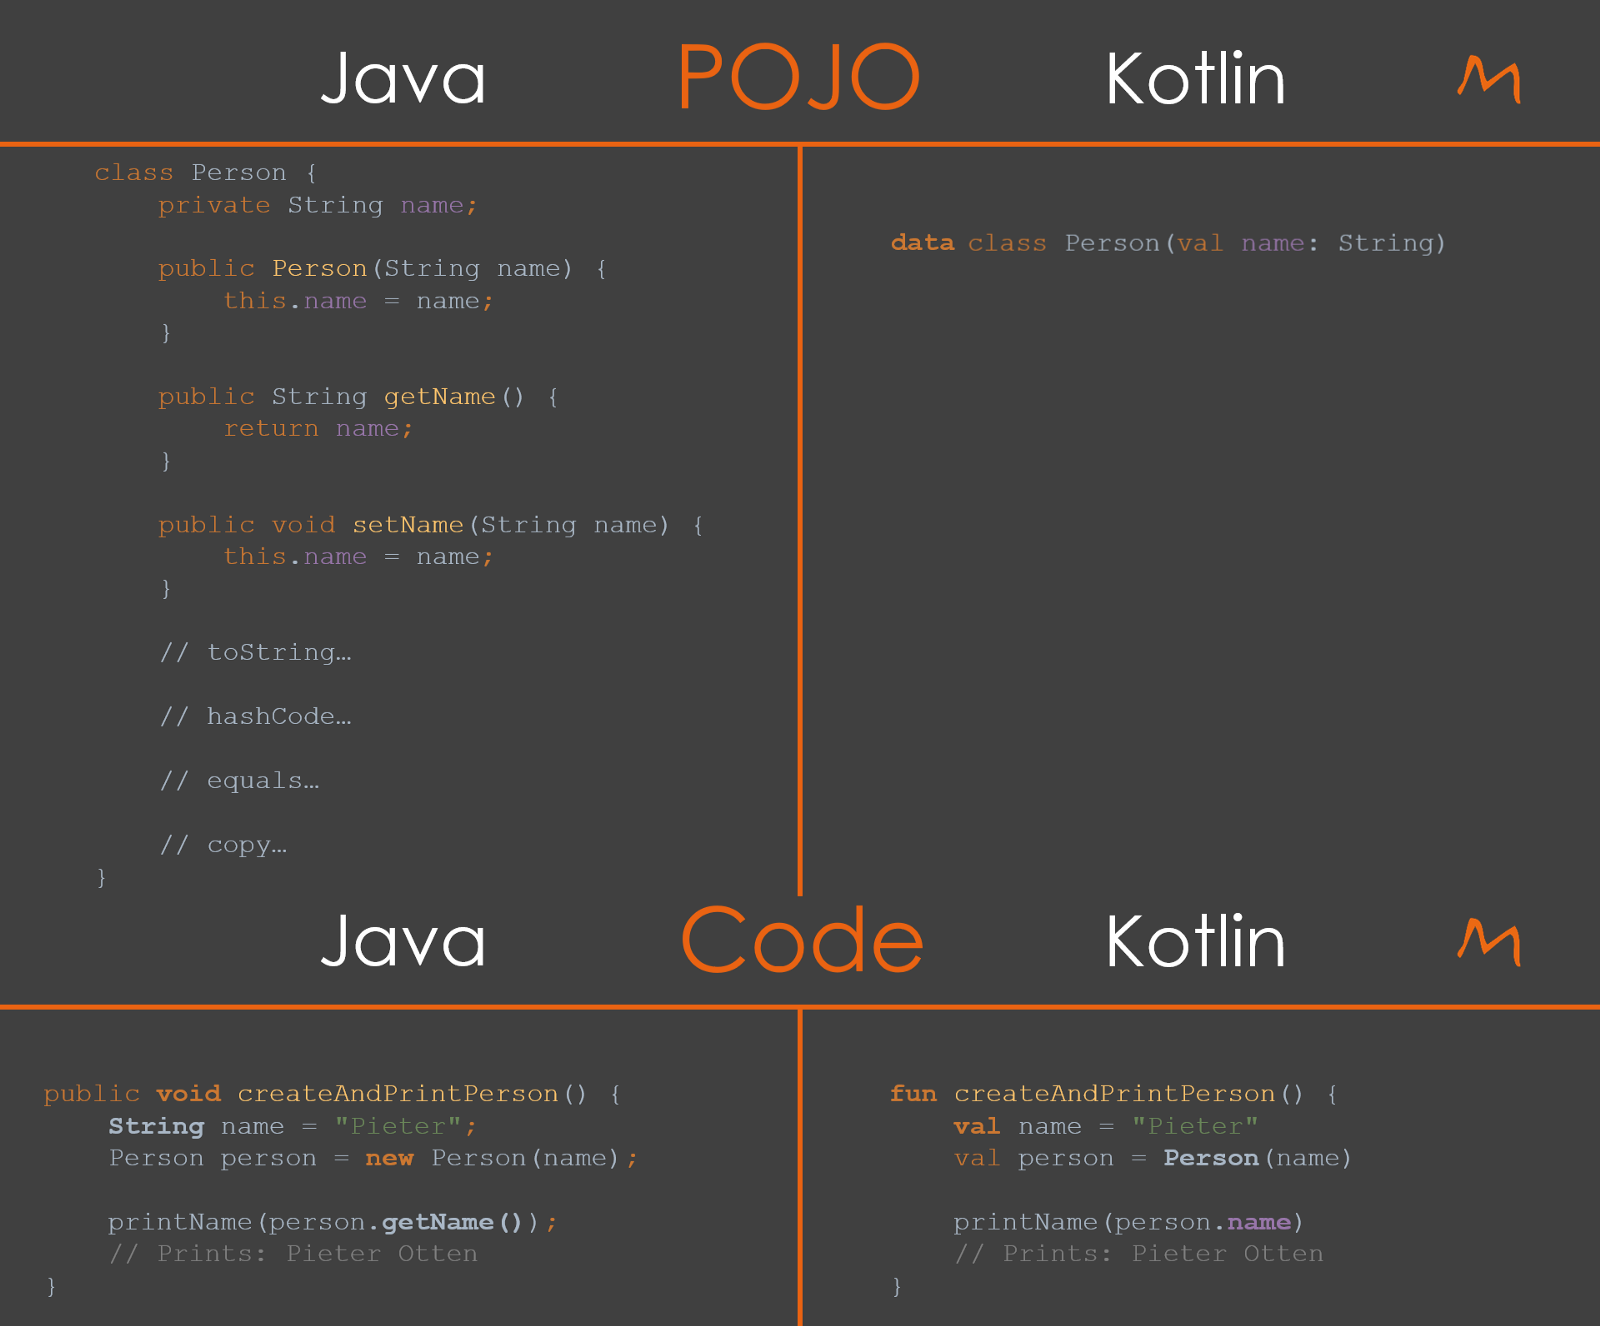 Java POJO Kotlin
class Person {
    private String name;

    public Person(String name) {
        this.name = name;
    }

    public String getName() {
        return name;
    }

    public void setName(String name) {
        this.name = name;
    }

    // toString…

    // hashCode…

    // equals…

    // copy…
}
data class Person(val name: String)
Java Code Kotlin
public void createAndPrintPerson() {
    String name = "Pieter";
    Person person = new Person(name);

    printName(person.getName());
    // Prints: Pieter Otten
}
fun createAndPrintPerson() {
    val name = "Pieter"
    val person = Person(name)

    printName(person.name)
    // Prints: Pieter Otten
}